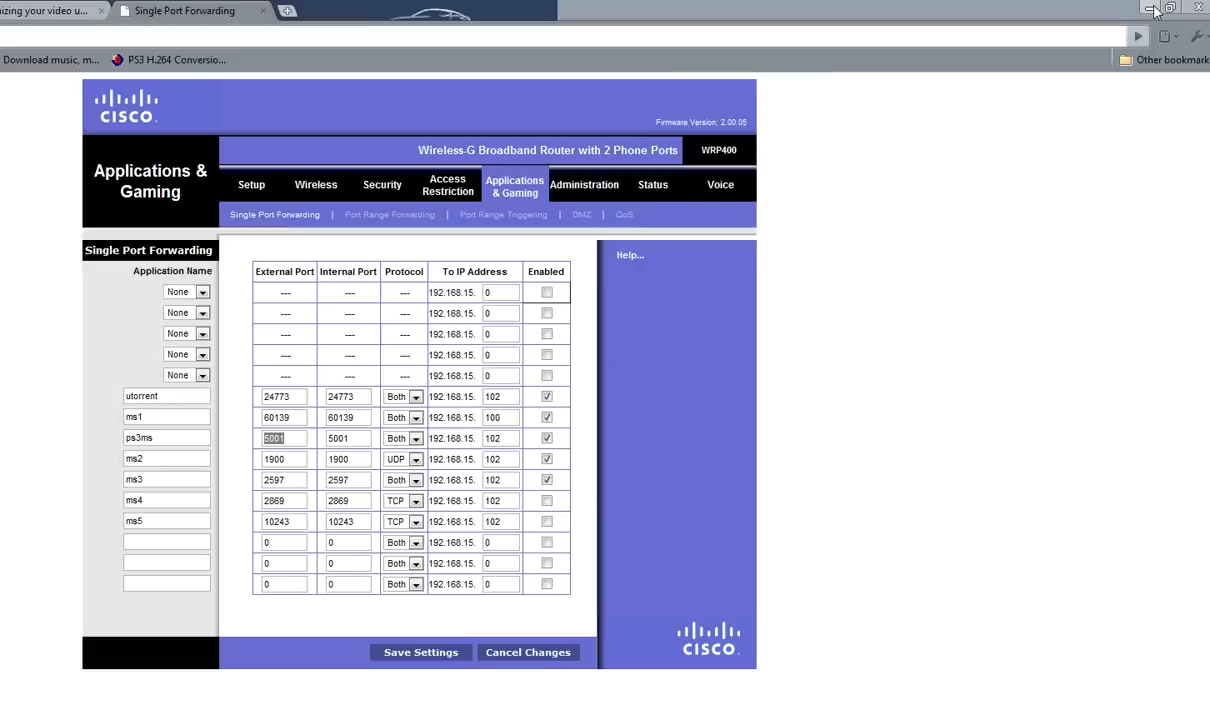 nizing your video u...
Single Port Forwarding
Download music, m...
PS3 H.264 Conversio...
Other bookmark
CISCO.
Firmware Version: 2.00.05
Applications & Gaming
Wireless-G Broadband Router with 2 Phone Ports WRP400
Setup Wireless Security Access Restriction Applications & Gaming Administration Status Voice
Single Port Forwarding | Port Range Forwarding | Port Range Triggering | DMZ | QoS
Single Port Forwarding
Help...
Application Name External Port Internal Port Protocol To IP Address Enabled
None --- --- --- 192.168.15. 0
None --- --- --- 192.168.15. 0
None --- --- --- 192.168.15. 0
None --- --- --- 192.168.15. 0
None --- --- --- 192.168.15. 0
utorrent 24773 24773 Both 192.168.15. 102
ms1 60139 60139 Both 192.168.15. 100
ps3ms 5001 5001 Both 192.168.15. 102
ms2 1900 1900 UDP 192.168.15. 102
ms3 2597 2597 Both 192.168.15. 102
ms4 2869 2869 TCP 192.168.15. 102
ms5 10243 10243 TCP 192.168.15. 102
0 0 Both 192.168.15. 0
0 0 Both 192.168.15. 0
0 0 Both 192.168.15. 0
CISCO.
Save Settings Cancel Changes